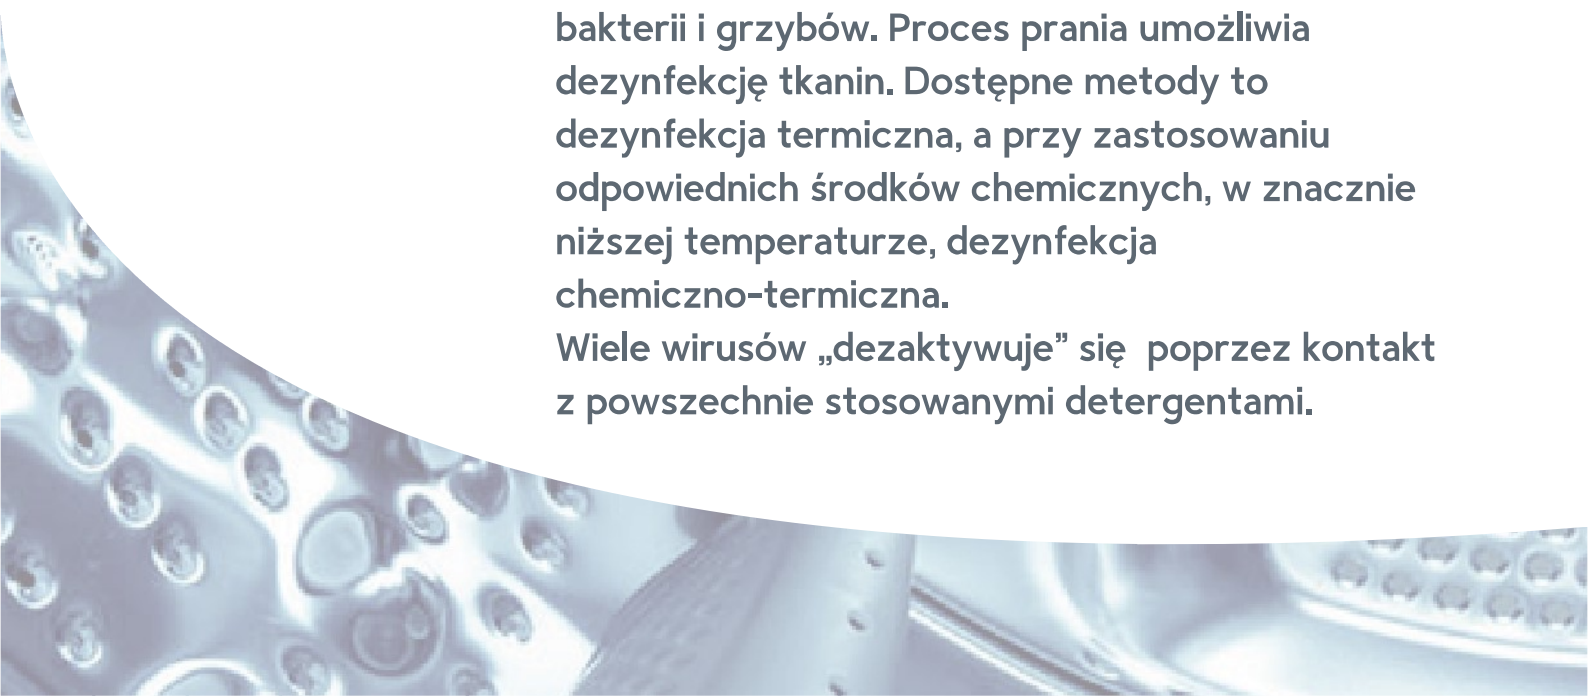 bakterii i grzybów. Proces prania umożliwia
dezynfekcję tkanin. Dostępne metody to
dezynfekcja termiczna, a przy zastosowaniu
odpowiednich środków chemicznych, w znacznie
niższej temperaturze, dezynfekcja
chemiczno-termiczna.
Wiele wirusów „dezaktywuje” się  poprzez kontakt
z powszechnie stosowanymi detergentami.